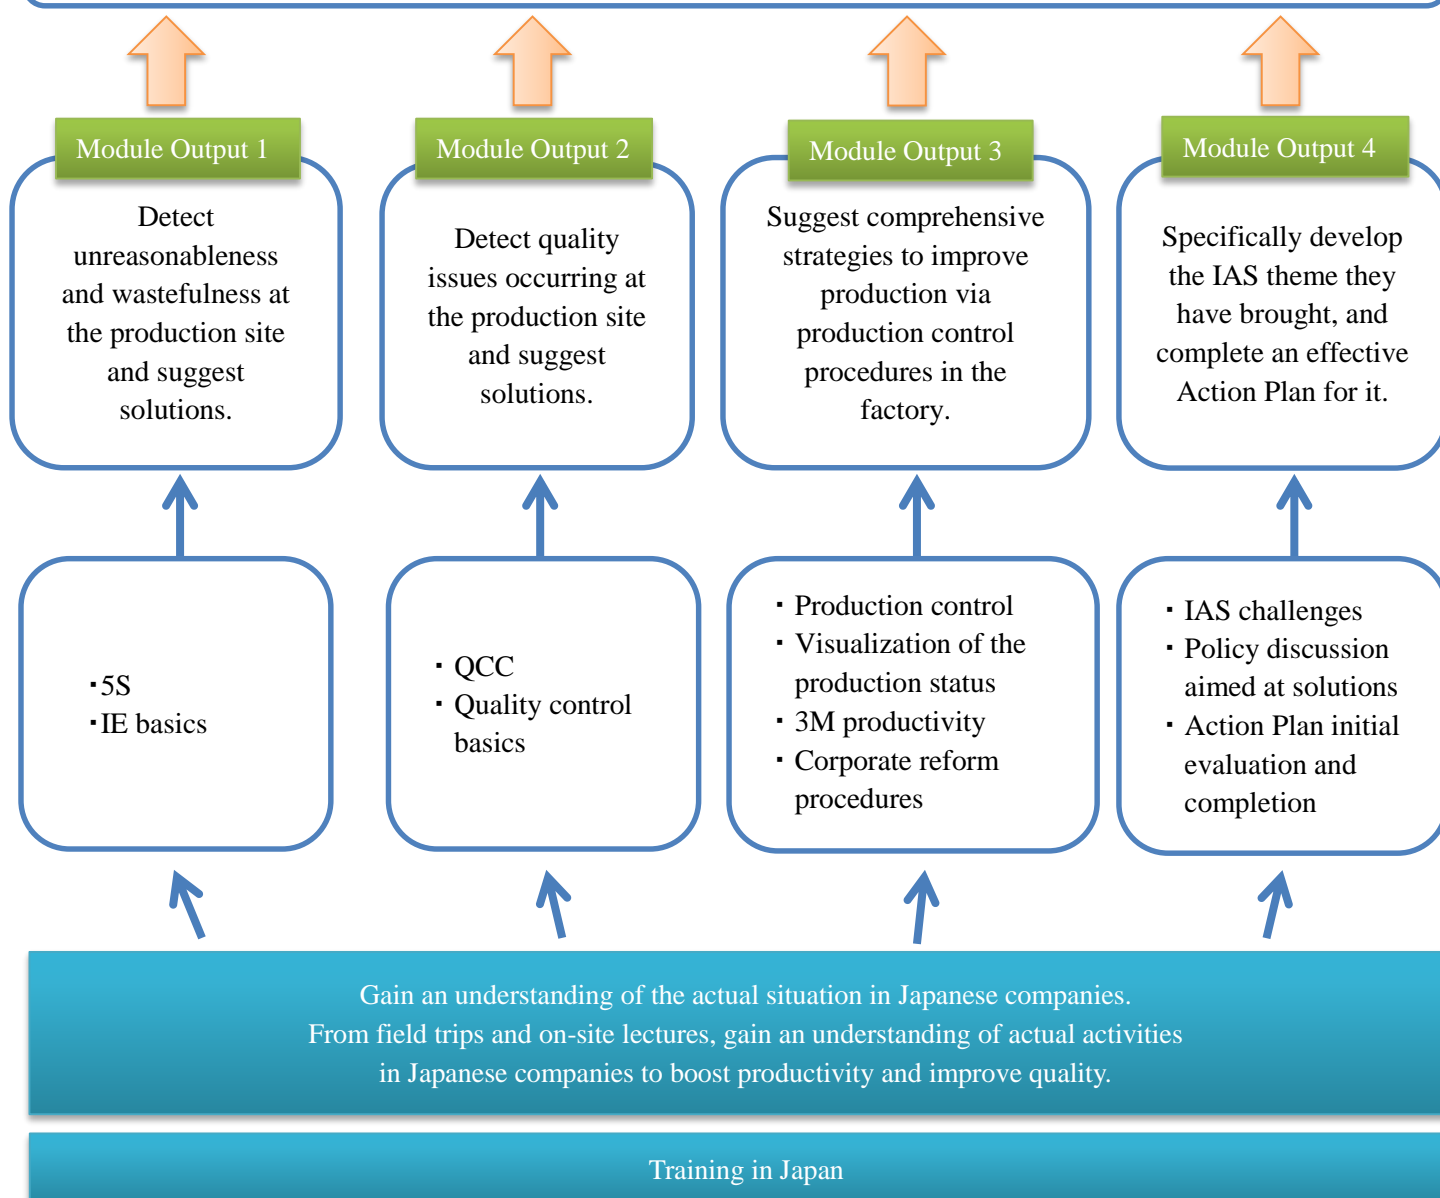 Module Output 1
Detect
unreasonableness
and wastefulness at
the production site
and suggest
solutions.
Module Output 2
Detect quality
issues occurring at
the production site
and suggest
solutions.
Module Output 3
Suggest comprehensive
strategies to improve
production via
production control
procedures in the
factory.
Module Output 4
Specifically develop
the IAS theme they
have brought, and
complete an effective
Action Plan for it.
・5S
・IE basics
・QCC
・Quality control
basics
・Production control
・Visualization of the
production status
・3M productivity
・Corporate reform
procedures
・IAS challenges
・Policy discussion
aimed at solutions
・Action Plan initial
evaluation and
completion
Gain an understanding of the actual situation in Japanese companies.
From field trips and on-site lectures, gain an understanding of actual activities
in Japanese companies to boost productivity and improve quality.
Training in Japan